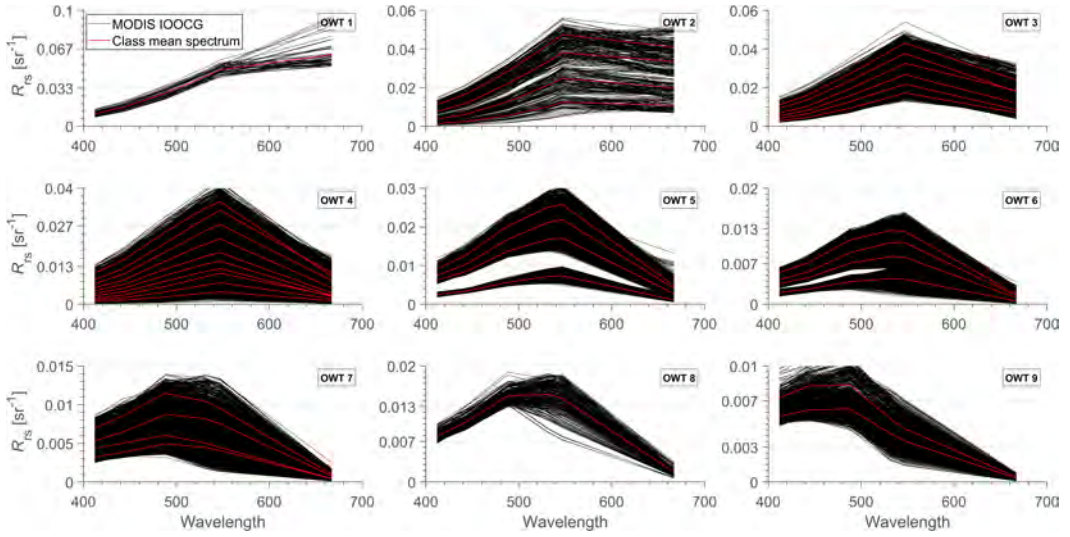 0.1
0.067
0.033
0
400 500 600 700
R_rs [sr⁻¹]
MODIS IOOCG
Class mean spectrum
OWT 1
0.06
0.04
0.02
0
400 500 600 700
OWT 2
0.06
0.04
0.02
0
400 500 600 700
OWT 3
0.04
0.027
0.013
0
400 500 600 700
R_rs [sr⁻¹]
OWT 4
0.03
0.02
0.01
0
400 500 600 700
OWT 5
0.02
0.013
0.007
0
400 500 600 700
OWT 6
0.015
0.01
0.005
0
400 500 600 700
R_rs [sr⁻¹]
Wavelength
OWT 7
0.02
0.013
0.007
0
400 500 600 700
Wavelength
OWT 8
0.01
0.007
0.003
0
400 500 600 700
Wavelength
OWT 9